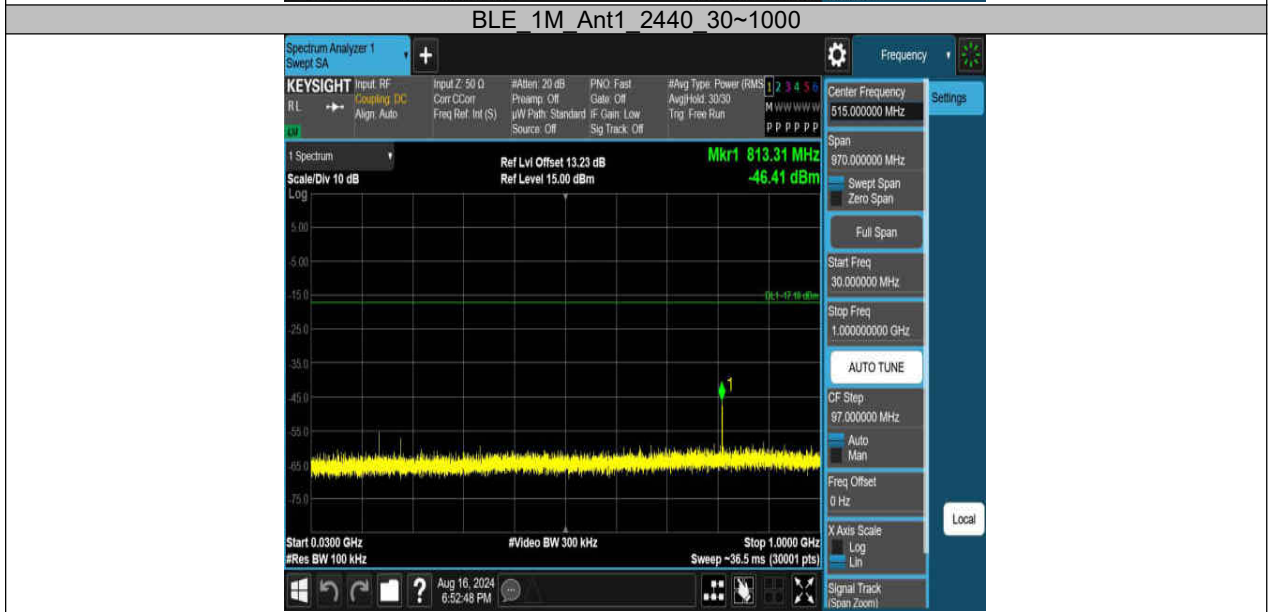 BLE_1M_Ant1_2440_30~1000
Spectrum Analyzer 1
Swept SA
+
Frequency
KEYSIGHT
RL
Input: RF
Coupling: DC
Align: Auto
Input Z: 50 Ω
Corr CCorr
Freq Ref: Int (S)
#Atten: 20 dB
Preamp: Off
µW Path: Standard
Source: Off
PNO: Fast
Gate: Off
IF Gain: Low
Sig Track: Off
#Avg Type: Power (RMS
Avg|Hold: 30/30
Trig: Free Run
1 2 3 4 5 6
M W W W W W
P P P P P P
Center Frequency
515.000000 MHz
Settings
1 Spectrum
Scale/Div 10 dB
Log
Ref Lvl Offset 13.23 dB
Ref Level 15.00 dBm
Mkr1 813.31 MHz
-46.41 dBm
Span
970.000000 MHz
Swept Span
Zero Span
Full Span
Start Freq
30.000000 MHz
Stop Freq
1.000000000 GHz
AUTO TUNE
CF Step
97.000000 MHz
Auto
Man
Freq Offset
0 Hz
X Axis Scale
Log
Lin
Signal Track
(Span Zoom)
Local
5.00
-5.00
-15.0
-25.0
-35.0
-45.0
-55.0
-65.0
-75.0
1
Start 0.0300 GHz
#Res BW 100 kHz
#Video BW 300 kHz
Stop 1.0000 GHz
Sweep ~36.5 ms (30001 pts)
?
Aug 16, 2024
6:52:48 PM